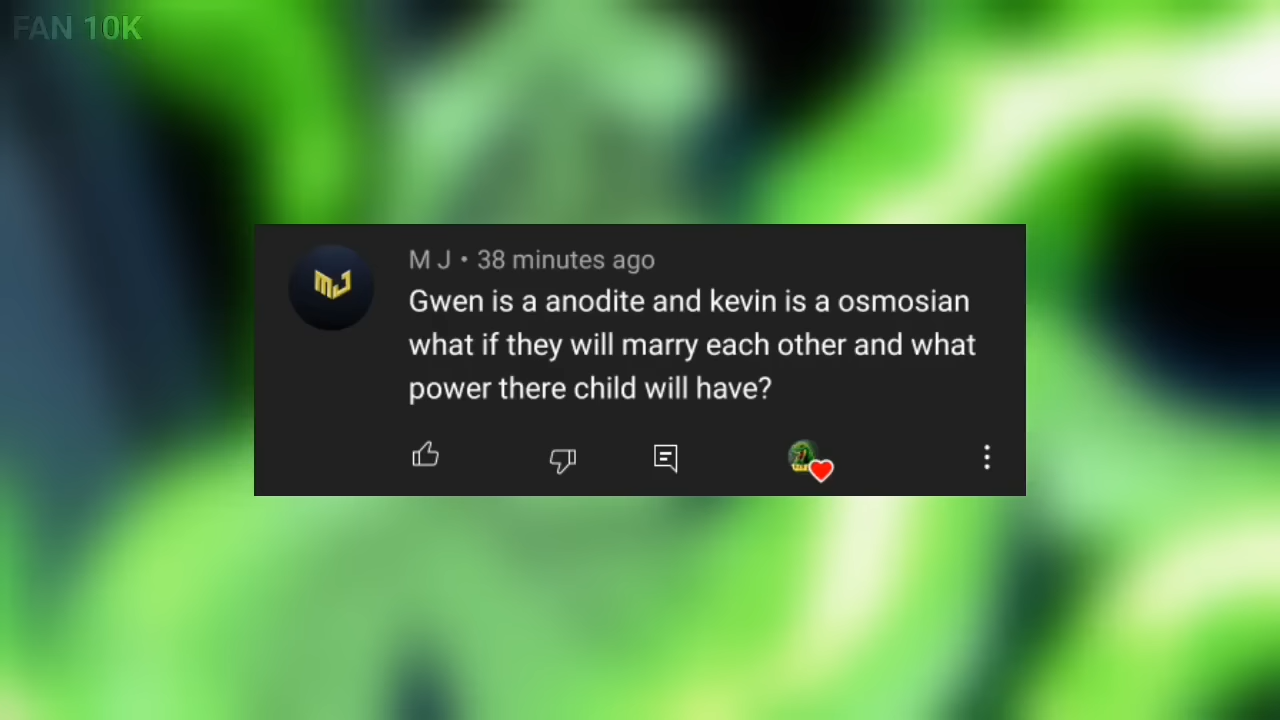 FAN 10K
MJ
M J • 38 minutes ago
Gwen is a anodite and kevin is a osmosian
what if they will marry each other and what
power there child will have?